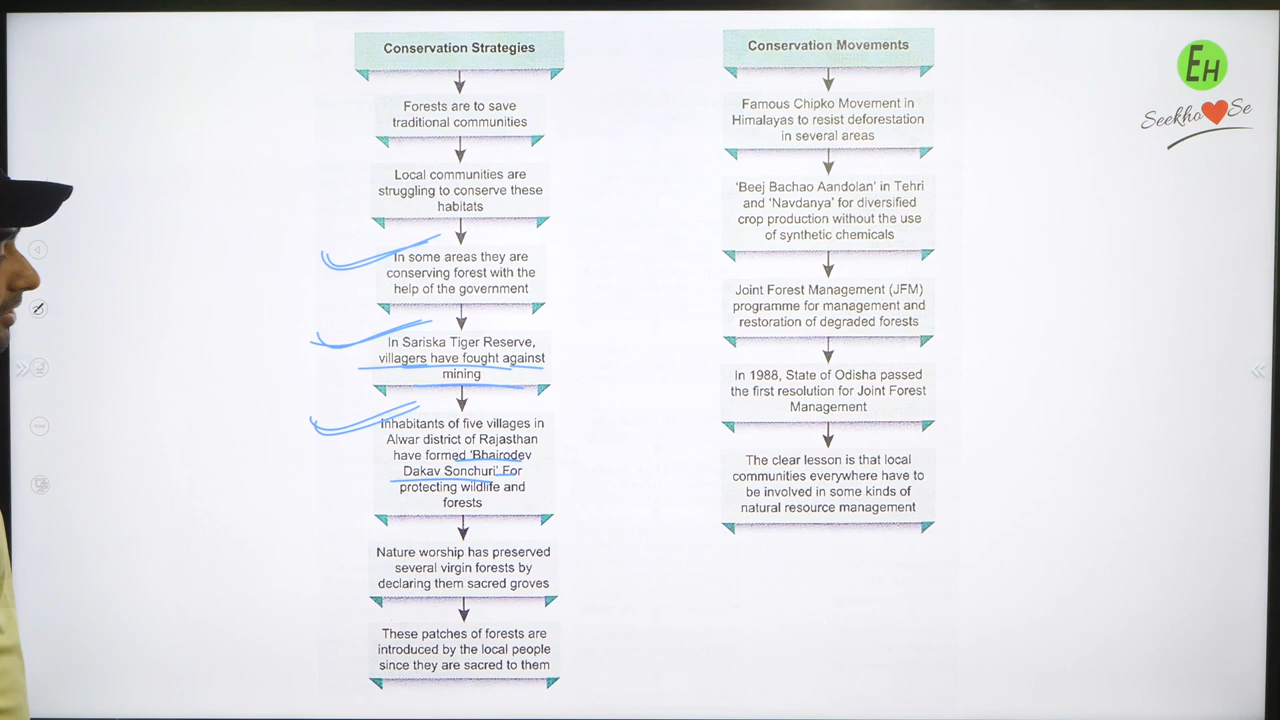 Conservation Strategies
Forests are to save
traditional communities
Local communities are
struggling to conserve these
habitats
In some areas they are
conserving forest with the
help of the government
In Sariska Tiger Reserve,
villagers have fought against
mining
Inhabitants of five villages in
Alwar district of Rajasthan
have formed 'Bhairodev
Dakav Sonchuri' For
protecting wildlife and
forests
Nature worship has preserved
several virgin forests by
declaring them sacred groves
These patches of forests are
introduced by the local people
since they are sacred to them
Conservation Movements
Famous Chipko Movement in
Himalayas to resist deforestation
in several areas
'Beej Bachao Aandolan' in Tehri
and 'Navdanya' for diversified
crop production without the use
of synthetic chemicals
Joint Forest Management (JFM)
programme for management and
restoration of degraded forests
In 1988, State of Odisha passed
the first resolution for Joint Forest
Management
The clear lesson is that local
communities everywhere have to
be involved in some kinds of
natural resource management
EH
Seekho Se